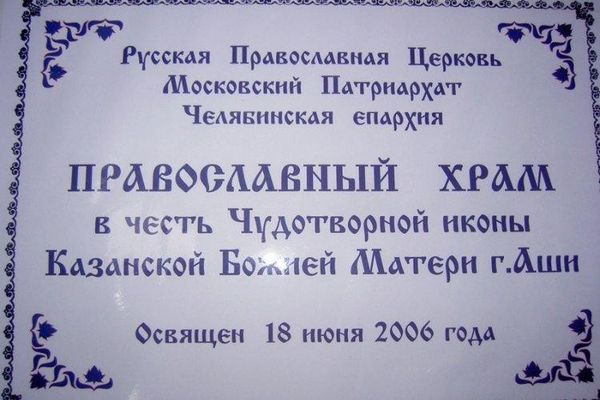 Русская Православная Церковь
Московский Патриархат
Челябинская епархия
ПРАВОСЛАВНЫЙ ХРАМ
в честь Чудотворной иконы
Казанской Божией Матери г.Аши
Освящен 18 июня 2006 года